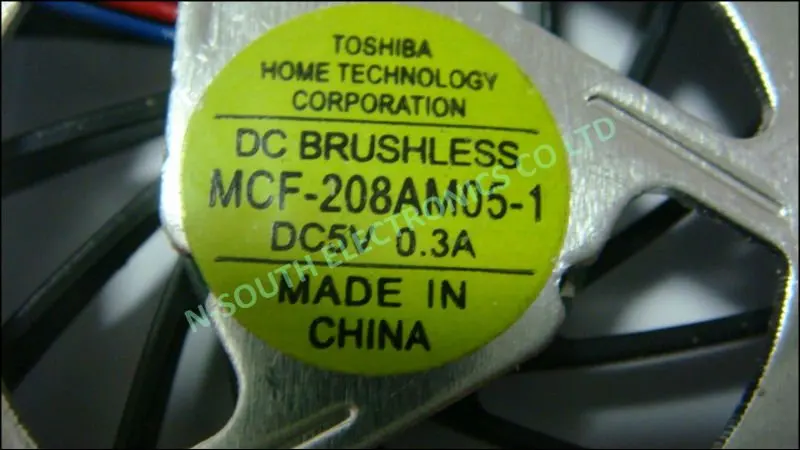 TOSHIBA
HOME TECHNOLOGY
CORPORATION
DC BRUSHLESS
MCF-208AM05-1
DC5V 0.3A
MADE IN
CHINA
N-SOUTH ELECTRONICS CO LTD